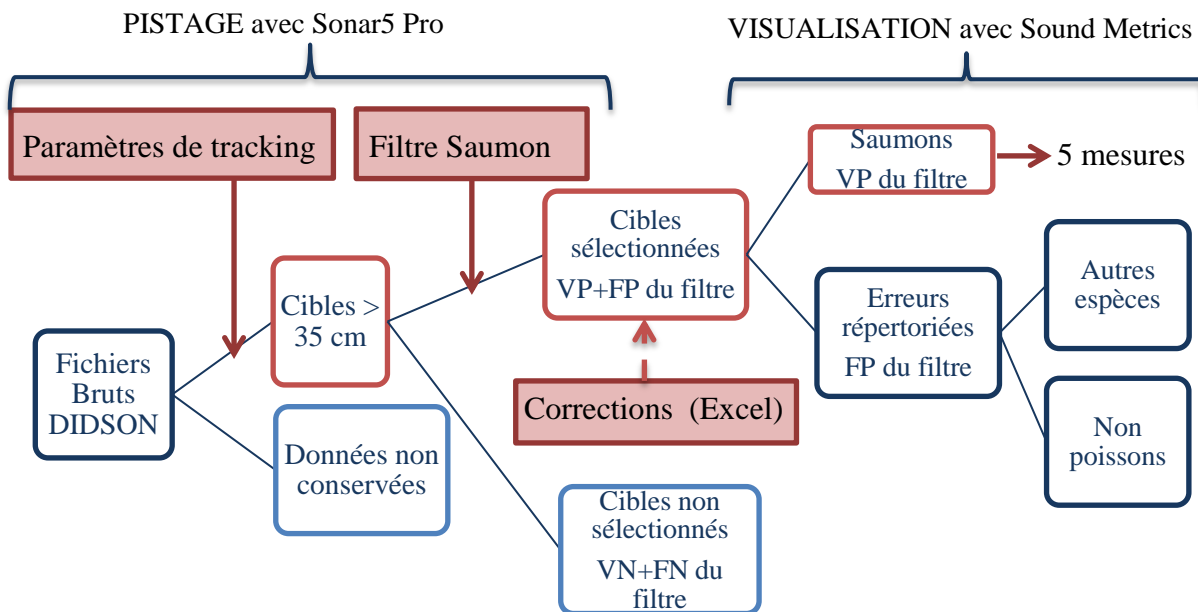 PISTAGE avec Sonar5 Pro
VISUALISATION avec Sound Metrics
Paramètres de tracking
Filtre Saumon
Saumons
VP du filtre
5 mesures
Cibles
sélectionnées
VP+FP du filtre
Cibles >
35 cm
Autres
espèces
Erreurs
répertoriées
FP du filtre
Fichiers
Bruts
DIDSON
Corrections (Excel)
Données non
conservées
Non
poissons
Cibles non
sélectionnés
VN+FN du
filtre